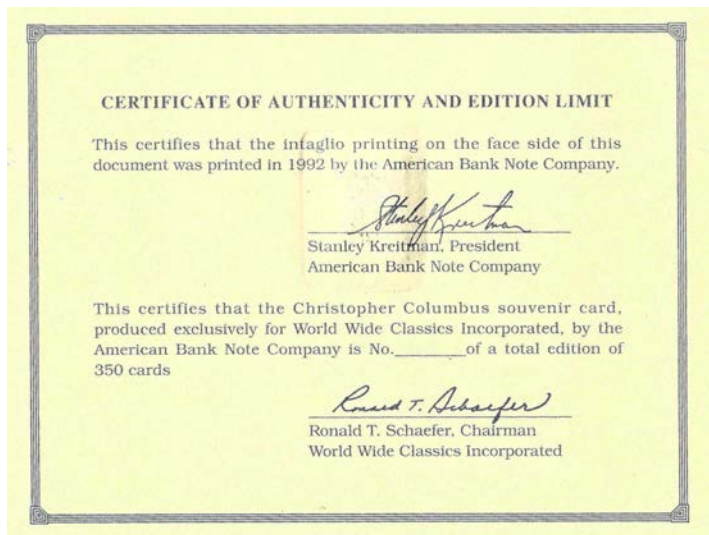 CERTIFICATE OF AUTHENTICITY AND EDITION LIMIT
This certifies that the intaglio printing on the face side of this
document was printed in 1992 by the American Bank Note Company.
Stanley Kreitman
Stanley Kreitman, President
American Bank Note Company
This certifies that the Christopher Columbus souvenir card,
produced exclusively for World Wide Classics Incorporated, by the
American Bank Note Company is No.________of a total edition of
350 cards
Ronald T. Schaefer
Ronald T. Schaefer, Chairman
World Wide Classics Incorporated